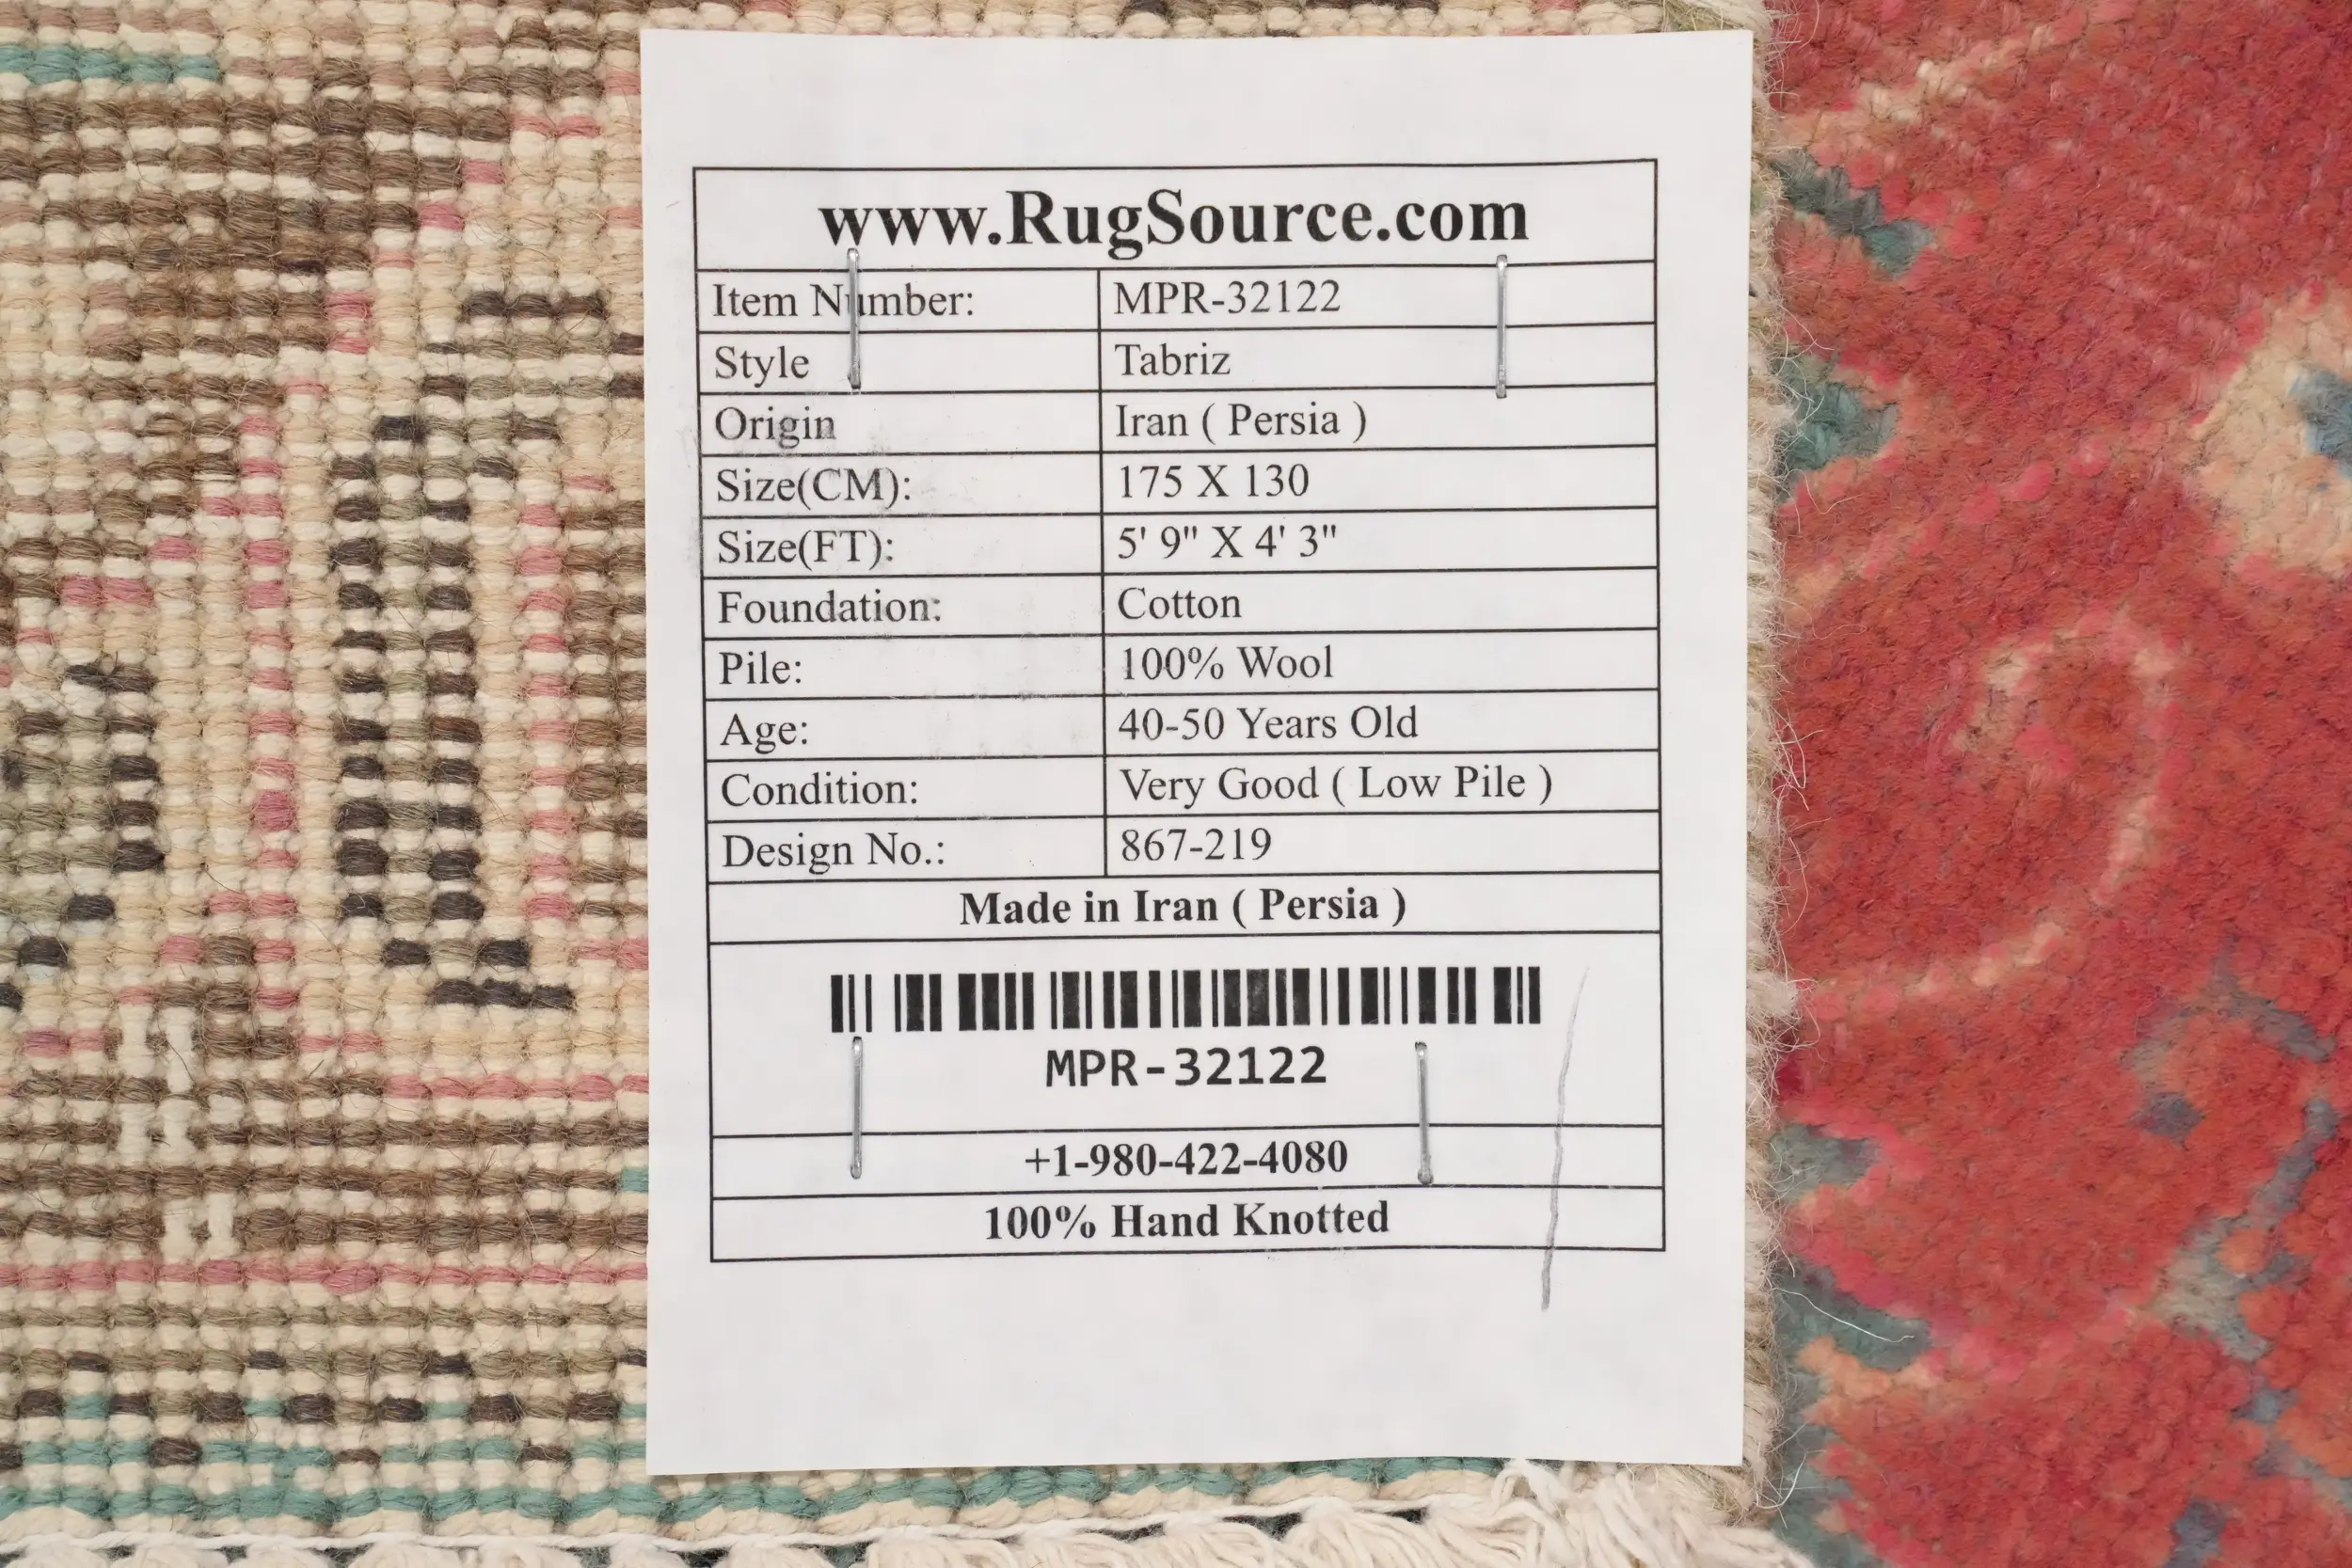 www.RugSource.com
Item Number: MPR-32122
Style Tabriz
Origin Iran ( Persia )
Size(CM): 175 X 130
Size(FT): 5' 9" X 4' 3"
Foundation: Cotton
Pile: 100% Wool
Age: 40-50 Years Old
Condition: Very Good ( Low Pile )
Design No.: 867-219
Made in Iran ( Persia )
MPR-32122
+1-980-422-4080
100% Hand Knotted